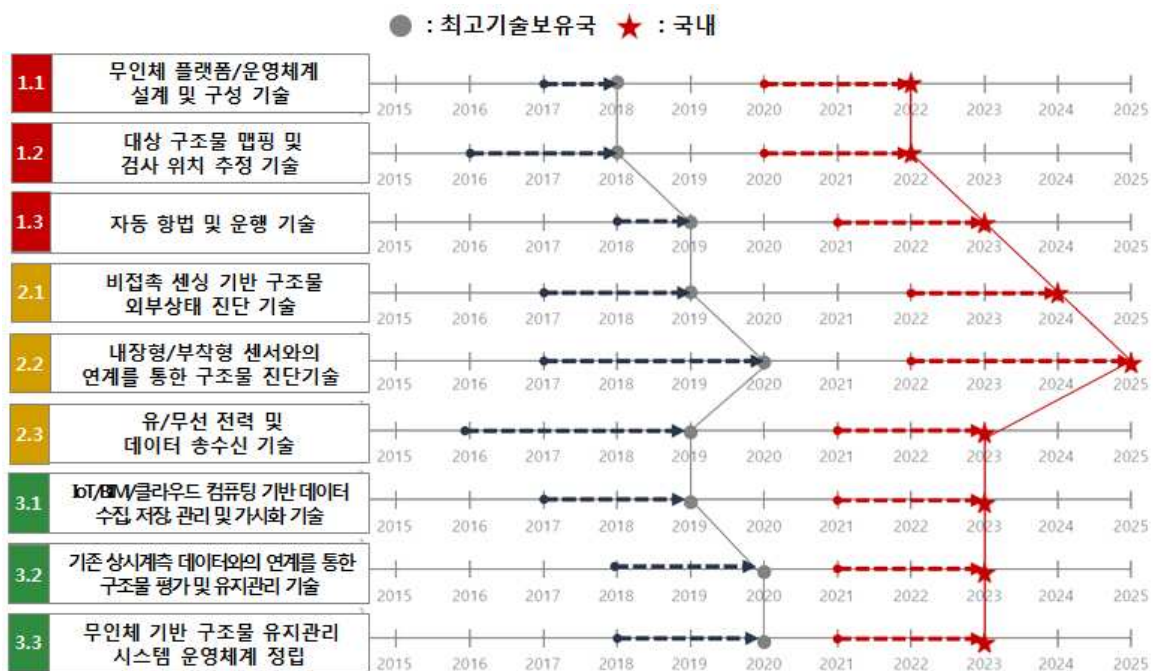 ● : 최고기술보유국 ★ : 국내
1.1 무인체 플랫폼/운영체계
설계 및 구성 기술
2015 2016 2017 2018 2019 2020 2021 2022 2023 2024 2025
1.2 대상 구조물 맵핑 및
검사 위치 추정 기술
2015 2016 2017 2018 2019 2020 2021 2022 2023 2024 2025
1.3 자동 항법 및 운행 기술
2015 2016 2017 2018 2019 2020 2021 2022 2023 2024 2025
2.1 비접촉 센싱 기반 구조물
외부상태 진단 기술
2015 2016 2017 2018 2019 2020 2021 2022 2023 2024 2025
2.2 내장형/부착형 센서와의
연계를 통한 구조물 진단기술
2015 2016 2017 2018 2019 2020 2021 2022 2023 2024 2025
2.3 유/무선 전력 및
데이터 송수신 기술
2015 2016 2017 2018 2019 2020 2021 2022 2023 2024 2025
3.1 IoT/BIM/클라우드 컴퓨팅 기반 데이터
수집, 저장, 관리 및 가시화 기술
2015 2016 2017 2018 2019 2020 2021 2022 2023 2024 2025
3.2 기존 상시계측 데이터와의 연계를 통한
구조물 평가 및 유지관리 기술
2015 2016 2017 2018 2019 2020 2021 2022 2023 2024 2025
3.3 무인체 기반 구조물 유지관리
시스템 운영체계 정립
2015 2016 2017 2018 2019 2020 2021 2022 2023 2024 2025